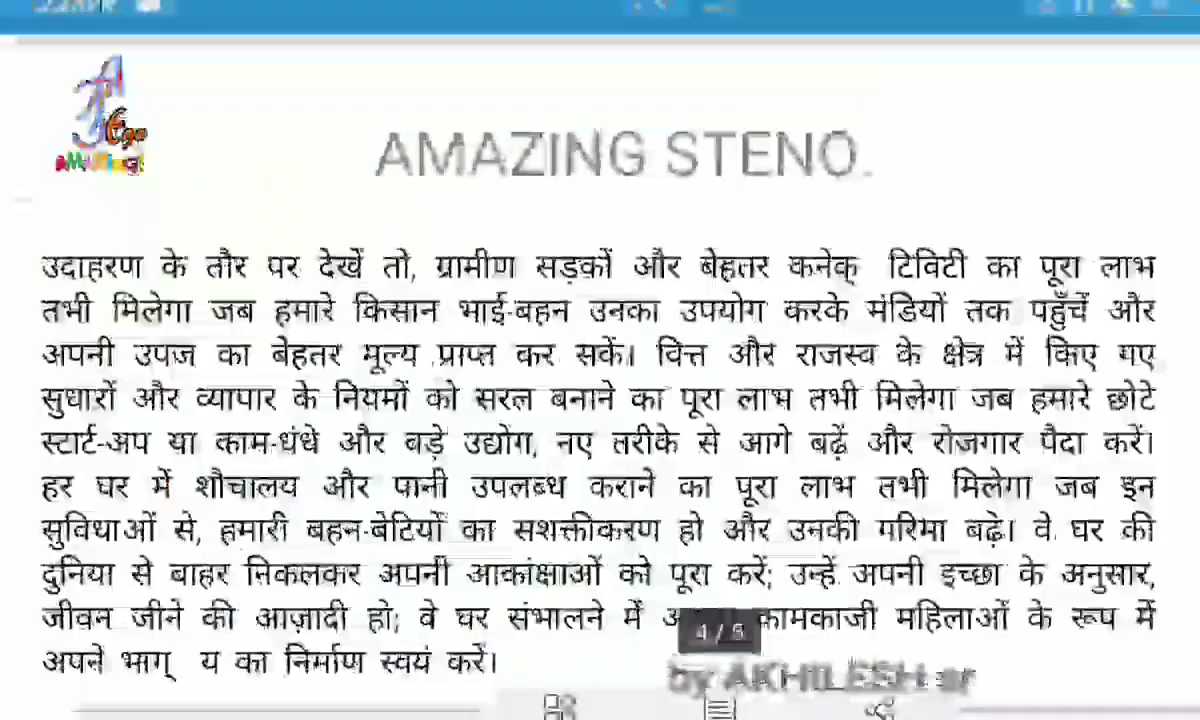 AMAZING STENO.
उदाहरण के तौर पर देखें तो, ग्रामीण सड़कों और बेहतर कनेक् टिविटी का पूरा लाभ
तभी मिलेगा जब हमारे किसान भाई-बहन उनका उपयोग करके मंडियों तक पहुँचें और
अपनी उपज का बेहतर मूल्य प्राप्त कर सकें। वित्त और राजस्व के क्षेत्र में किए गए
सुधारों और व्यापार के नियमों को सरल बनाने का पूरा लाभ तभी मिलेगा जब हमारे छोटे
स्टार्ट-अप या काम-धंधे और बड़े उद्योग, नए तरीके से आगे बढ़ें और रोजगार पैदा करें।
हर घर में शौचालय और पानी उपलब्ध कराने का पूरा लाभ तभी मिलेगा जब इन
सुविधाओं से, हमारी बहन-बेटियों का सशक्तीकरण हो और उनकी गरिमा बढ़े। वे घर की
दुनिया से बाहर निकलकर अपनी आकांक्षाओं को पूरा करें; उन्हें अपनी इच्छा के अनुसार,
जीवन जीने की आज़ादी हो; वे घर संभालने में कामकाजी महिलाओं के रूप में
4 / 5
अपने भाग् य का निर्माण स्वयं करें।
by AKHILESH